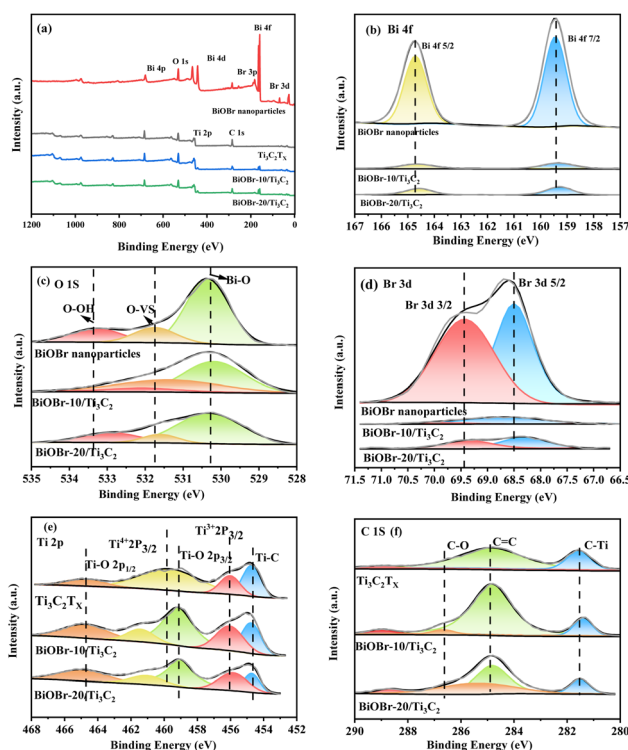 (a)
Bi 4f
Bi 4p
O 1s
Bi 4d
Br 3p
Br 3d
BiOBr nanoparticles
Ti 2p
C 1s
Ti₃C₂Tₓ
BiOBr-10/Ti₃C₂
BiOBr-20/Ti₃C₂
Intensity (a.u.)
1200 1000 800 600 400 200 0
Binding Energy (eV)
(b) Bi 4f
Bi 4f 5/2
Bi 4f 7/2
BiOBr nanoparticles
BiOBr-10/Ti₃C₂
BiOBr-20/Ti₃C₂
Intensity (a.u.)
167 166 165 164 163 162 161 160 159 158 157
Binding Energy (eV)
(c) O 1S
O-OH
O-VS
Bi-O
BiOBr nanoparticles
BiOBr-10/Ti₃C₂
BiOBr-20/Ti₃C₂
Intensity (a.u.)
535 534 533 532 531 530 529 528
Binding Energy (eV)
(d) Br 3d
Br 3d 3/2
Br 3d 5/2
BiOBr nanoparticles
BiOBr-10/Ti₃C₂
BiOBr-20/Ti₃C₂
Intensity (a.u.)
71.5 71.0 70.5 70.0 69.5 69.0 68.5 68.0 67.5 67.0 66.5
Binding Energy (eV)
(e)
Ti 2p
Ti⁴⁺2P₃/₂
Ti³⁺2P₃/₂
Ti-O 2p₁/₂
Ti-O 2p₃/₂
Ti-C
Ti₃C₂Tₓ
BiOBr-10/Ti₃C₂
BiOBr-20/Ti₃C₂
Intensity (a.u.)
468 466 464 462 460 458 456 454 452
Binding Energy (eV)
C 1S (f)
C-O
C=C
C-Ti
Ti₃C₂Tₓ
BiOBr-10/Ti₃C₂
BiOBr-20/Ti₃C₂
Intensity (a.u.)
290 288 286 284 282 280
Binding Energy (eV)